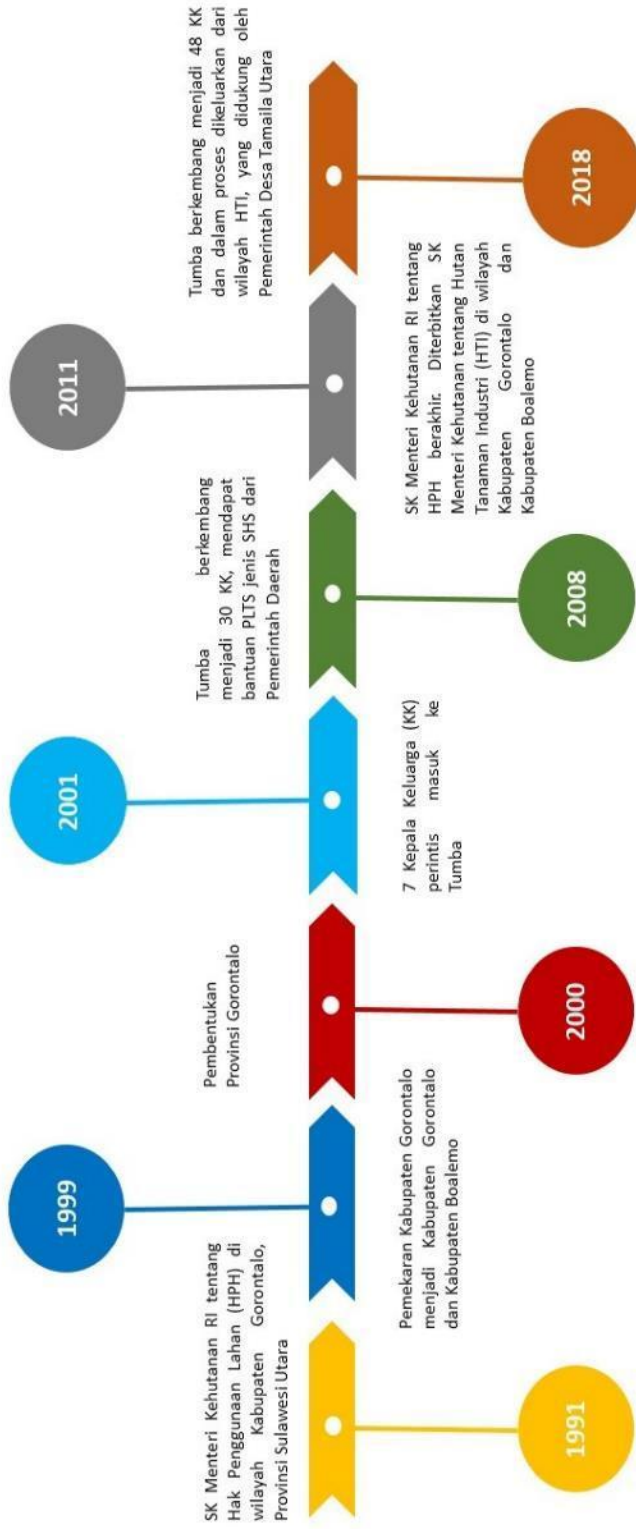 1991
SK Menteri Kehutanan RI tentang
Hak Penggunaan Lahan (HPH) di
wilayah Kabupaten Gorontalo,
Provinsi Sulawesi Utara
1999
Pemekaran Kabupaten Gorontalo
menjadi Kabupaten Gorontalo
dan Kabupaten Boalemo
2000
Pembentukan
Provinsi Gorontalo
2001
7 Kepala Keluarga (KK)
perintis masuk ke
Tumba
2008
Tumba berkembang
menjadi 30 KK, mendapat
bantuan PLTS jenis SHS dari
Pemerintah Daerah
2011
SK Menteri Kehutanan RI tentang
HPH berakhir. Diterbitkan SK
Menteri Kehutanan tentang Hutan
Tanaman Industri (HTI) di wilayah
Kabupaten Gorontalo dan
Kabupaten Boalemo
2018
Tumba berkembang menjadi 48 KK
dan dalam proses dikeluarkan dari
wilayah HTI, yang didukung oleh
Pemerintah Desa Tamaila Utara